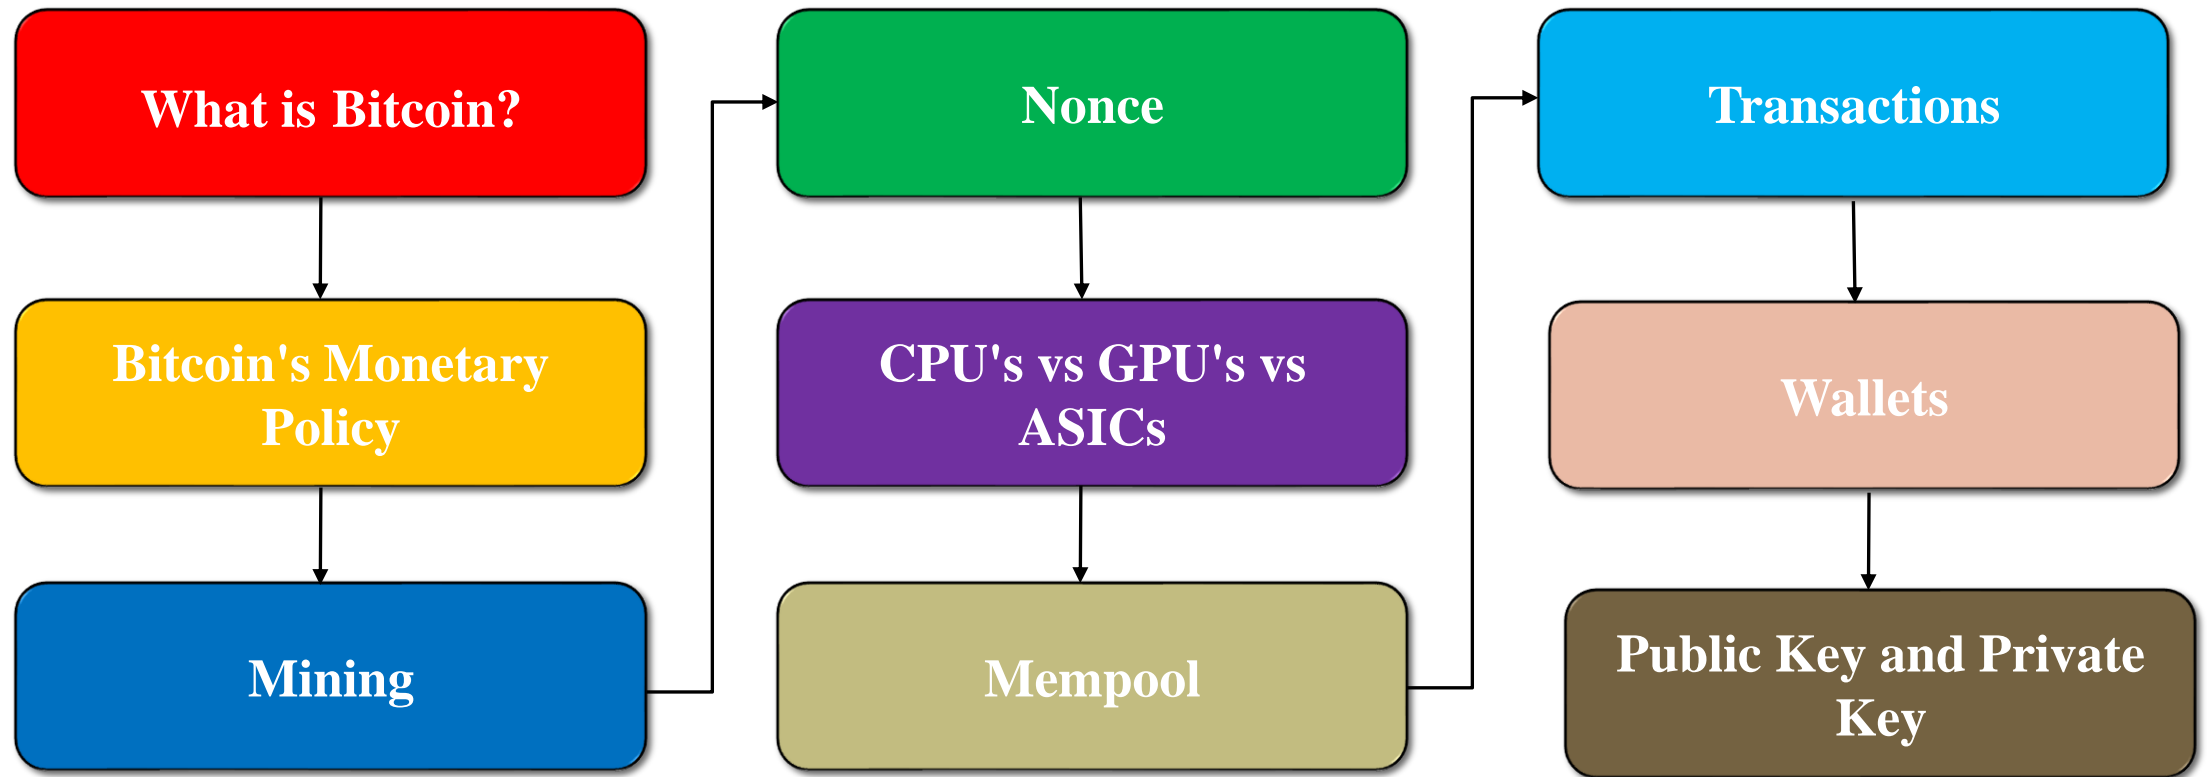 What is Bitcoin?
Bitcoin's Monetary
Policy
Mining
Nonce
CPU's vs GPU's vs
ASICs
Mempool
Transactions
Wallets
Public Key and Private
Key